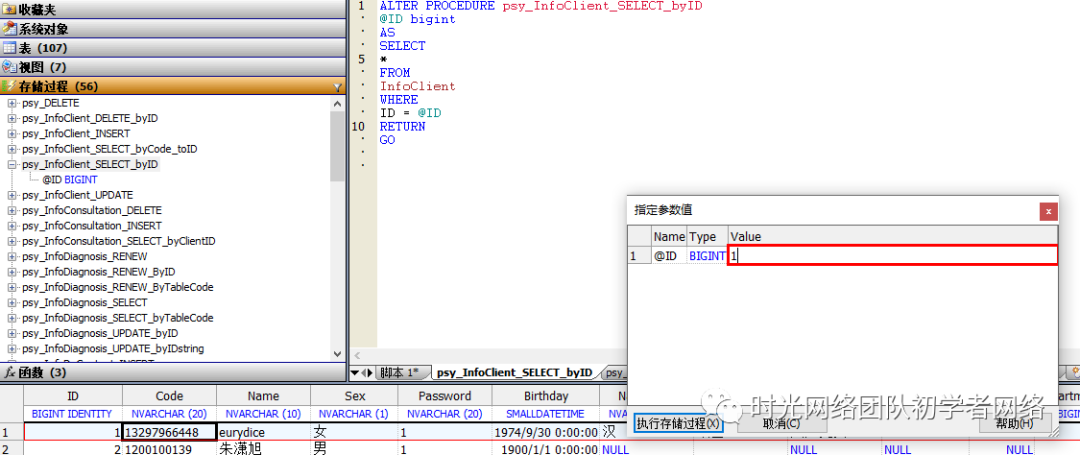 收藏夹
系统对象
表 (107)
视图 (7)
存储过程 (56)
psy_DELETE
psy_InfoClient_DELETE_byID
psy_InfoClient_INSERT
psy_InfoClient_SELECT_byCode_toID
psy_InfoClient_SELECT_byID
@ID BIGINT
psy_InfoClient_UPDATE
psy_InfoConsultation_DELETE
psy_InfoConsultation_INSERT
psy_InfoConsultation_SELECT_byClientID
psy_InfoDiagnosis_RENEW
psy_InfoDiagnosis_RENEW_ByID
psy_InfoDiagnosis_RENEW_ByTableCode
psy_InfoDiagnosis_SELECT
psy_InfoDiagnosis_SELECT_byTableCode
psy_InfoDiagnosis_UPDATE_byID
psy_InfoDiagnosis_UPDATE_byIDstring
函数 (3)
1 ALTER PROCEDURE psy_InfoClient_SELECT_byID
@ID bigint
AS
SELECT
5 *
FROM
InfoClient
WHERE
ID = @ID
10 RETURN
GO
脚本 1* psy_InfoClient_SELECT_byID psy_
指定参数值 x
Name Type Value
1 @ID BIGINT 1
执行存储过程(X) 取消(C) 帮助(H)
时光网络团队初学者网络
ID Code Name Sex Password Birthday N
BIGINT IDENTITY NVARCHAR (20) NVARCHAR (10) NVARCHAR (1) NVARCHAR (20) SMALLDATETIME NVA
1 1 13297966448 eurydice 女 1 1974/9/30 0:00:00 汉
2 2 1200100139 朱潇旭 男 1 1900/1/1 0:00:00 NULL NULL NULL NULL